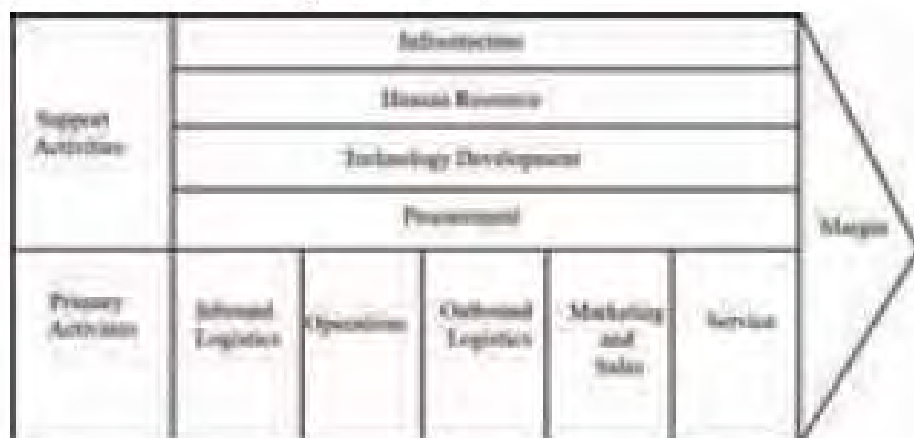 Infrastructure
Human Resource
Support
Activities
Technology Development
Procurement
Margin
Primary
Activities
Inbound
Logistics
Operations
Outbound
Logistics
Marketing
and
Sales
Service